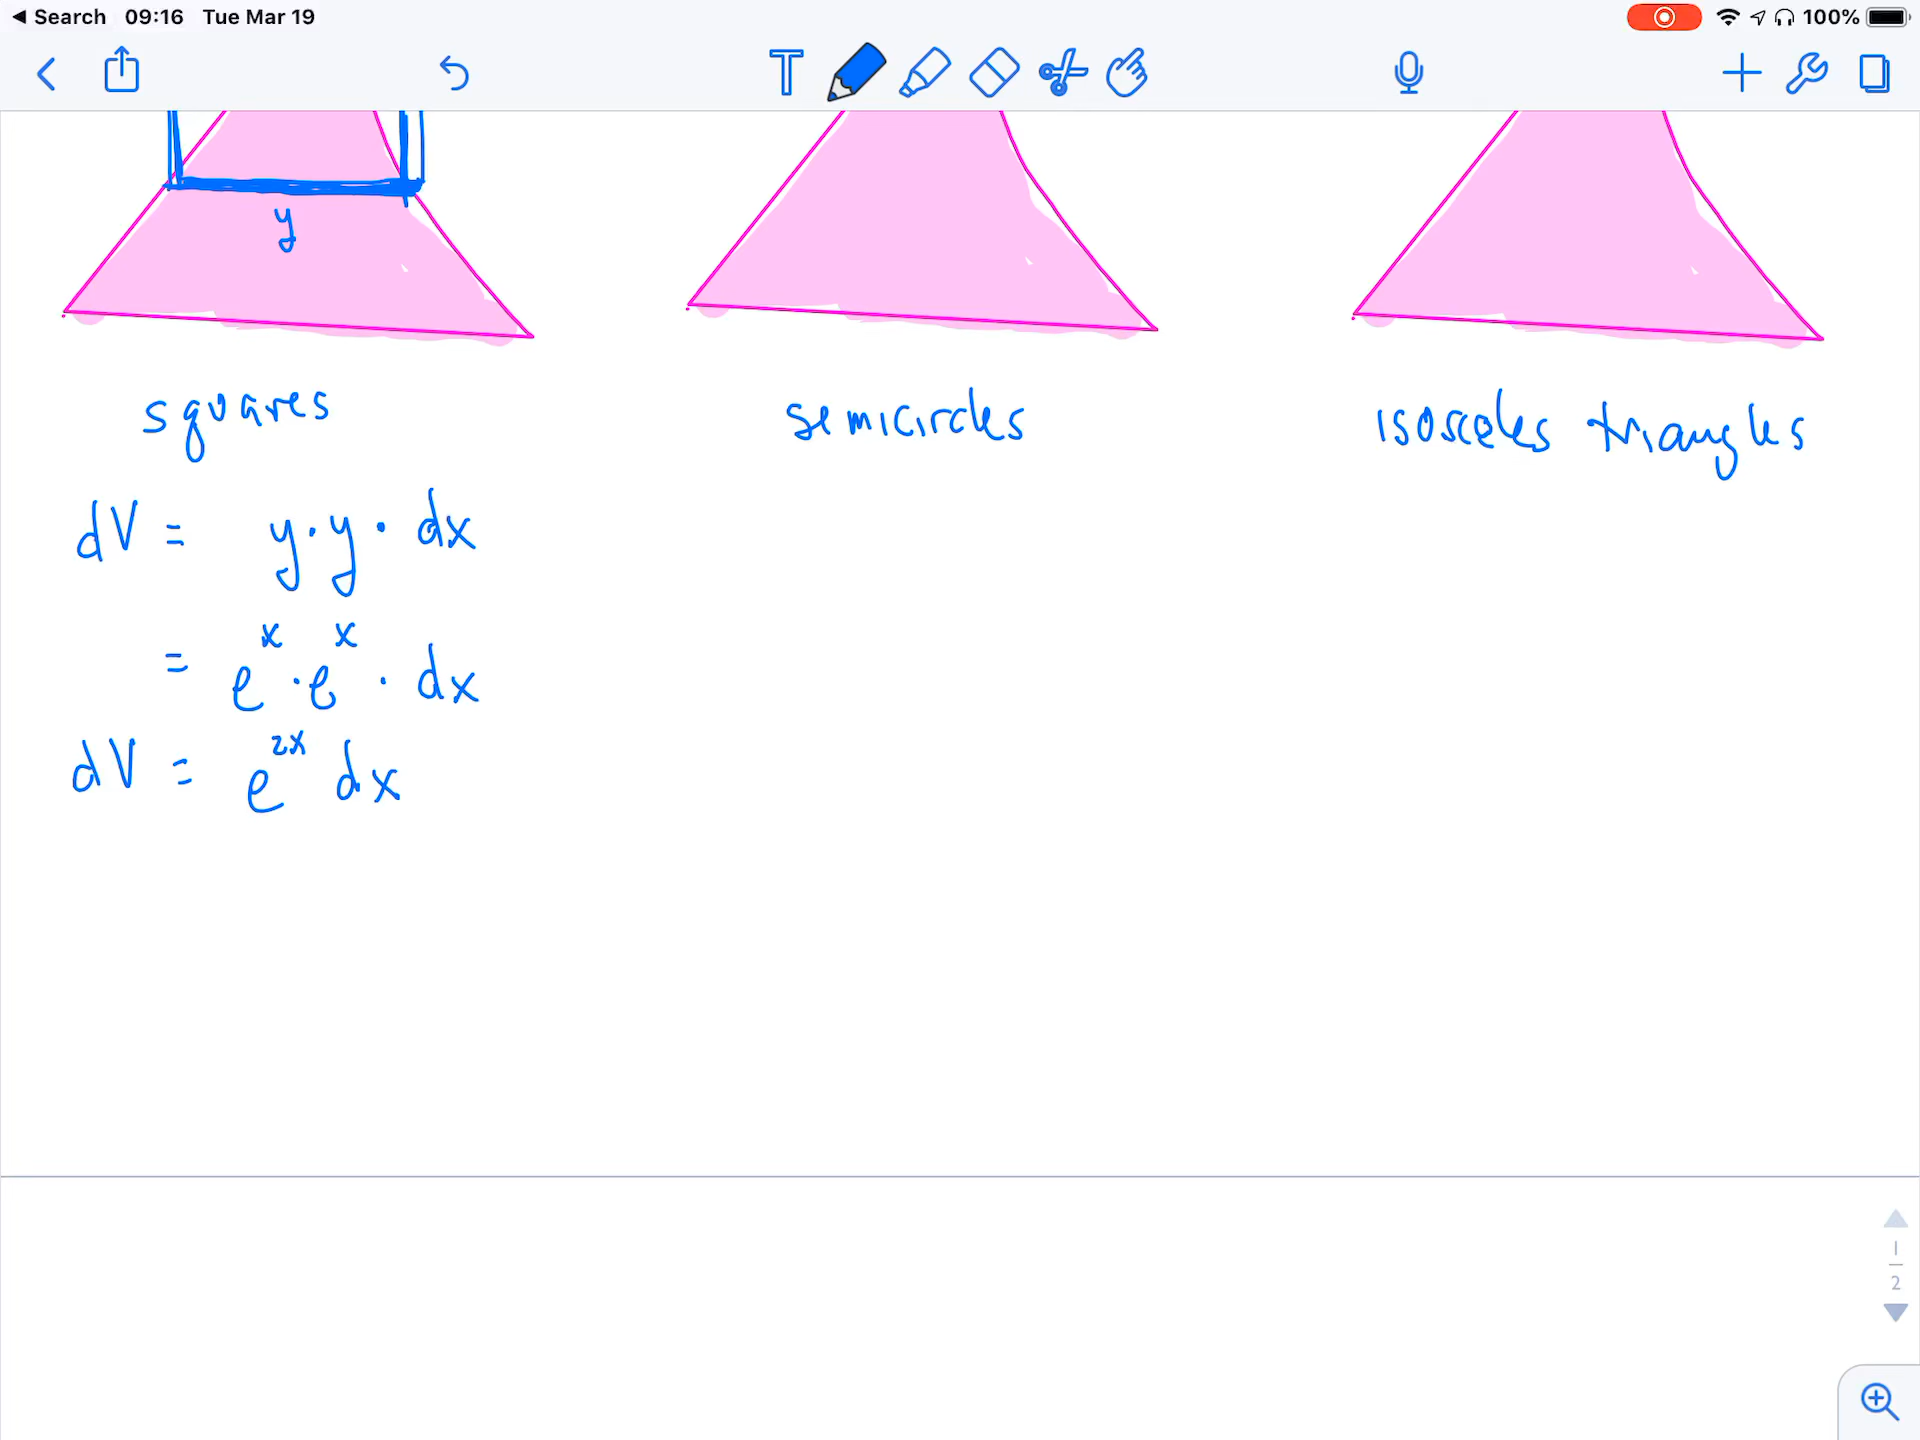 ◀ Search 09:16 Tue Mar 19 100%
T
y
squares semicircles isosceles triangles
dV = y · y · dx
= e^x · e^x · dx
dV = e^2x dx
1
2